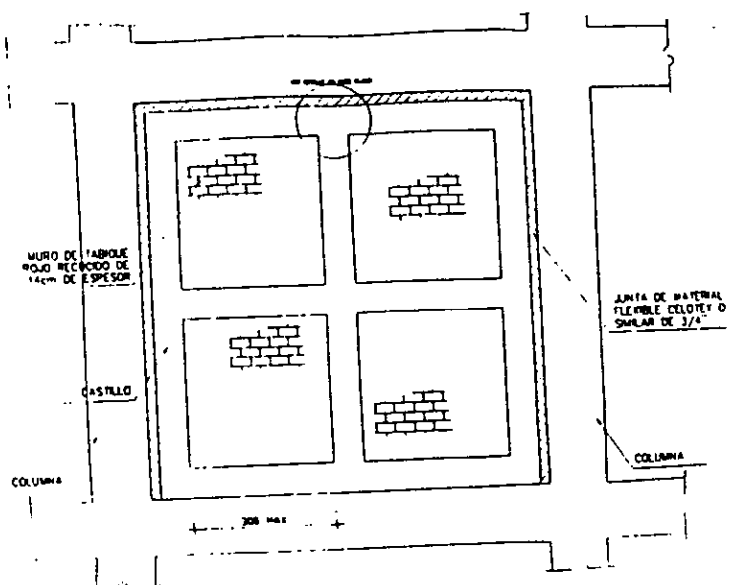 MURO DE TABIQUE
ROJO RECOCIDO DE
14cm DE ESPESOR
JUNTA DE MATERIAL
FLEXIBLE CELOTEX O
SIMILAR DE 3/4"
CASTILLO
COLUMNA
COLUMNA
308 MAX